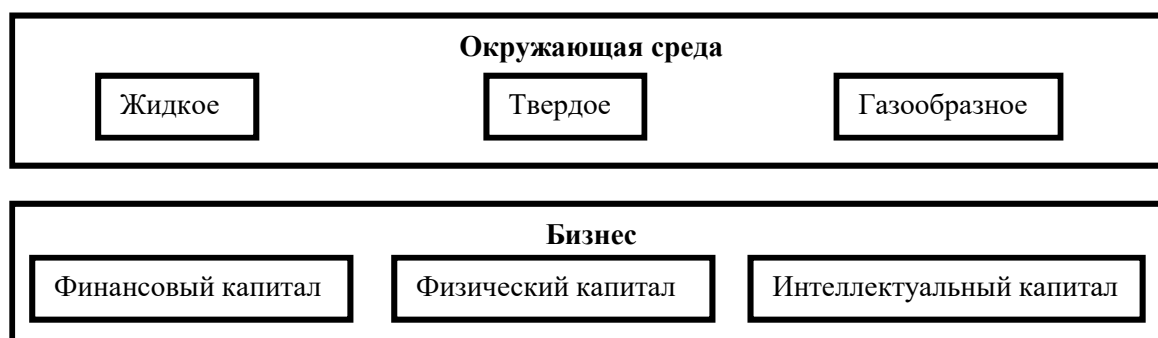 Окружающая среда
Жидкое Твердое Газообразное
Бизнес
Финансовый капитал Физический капитал Интеллектуальный капитал